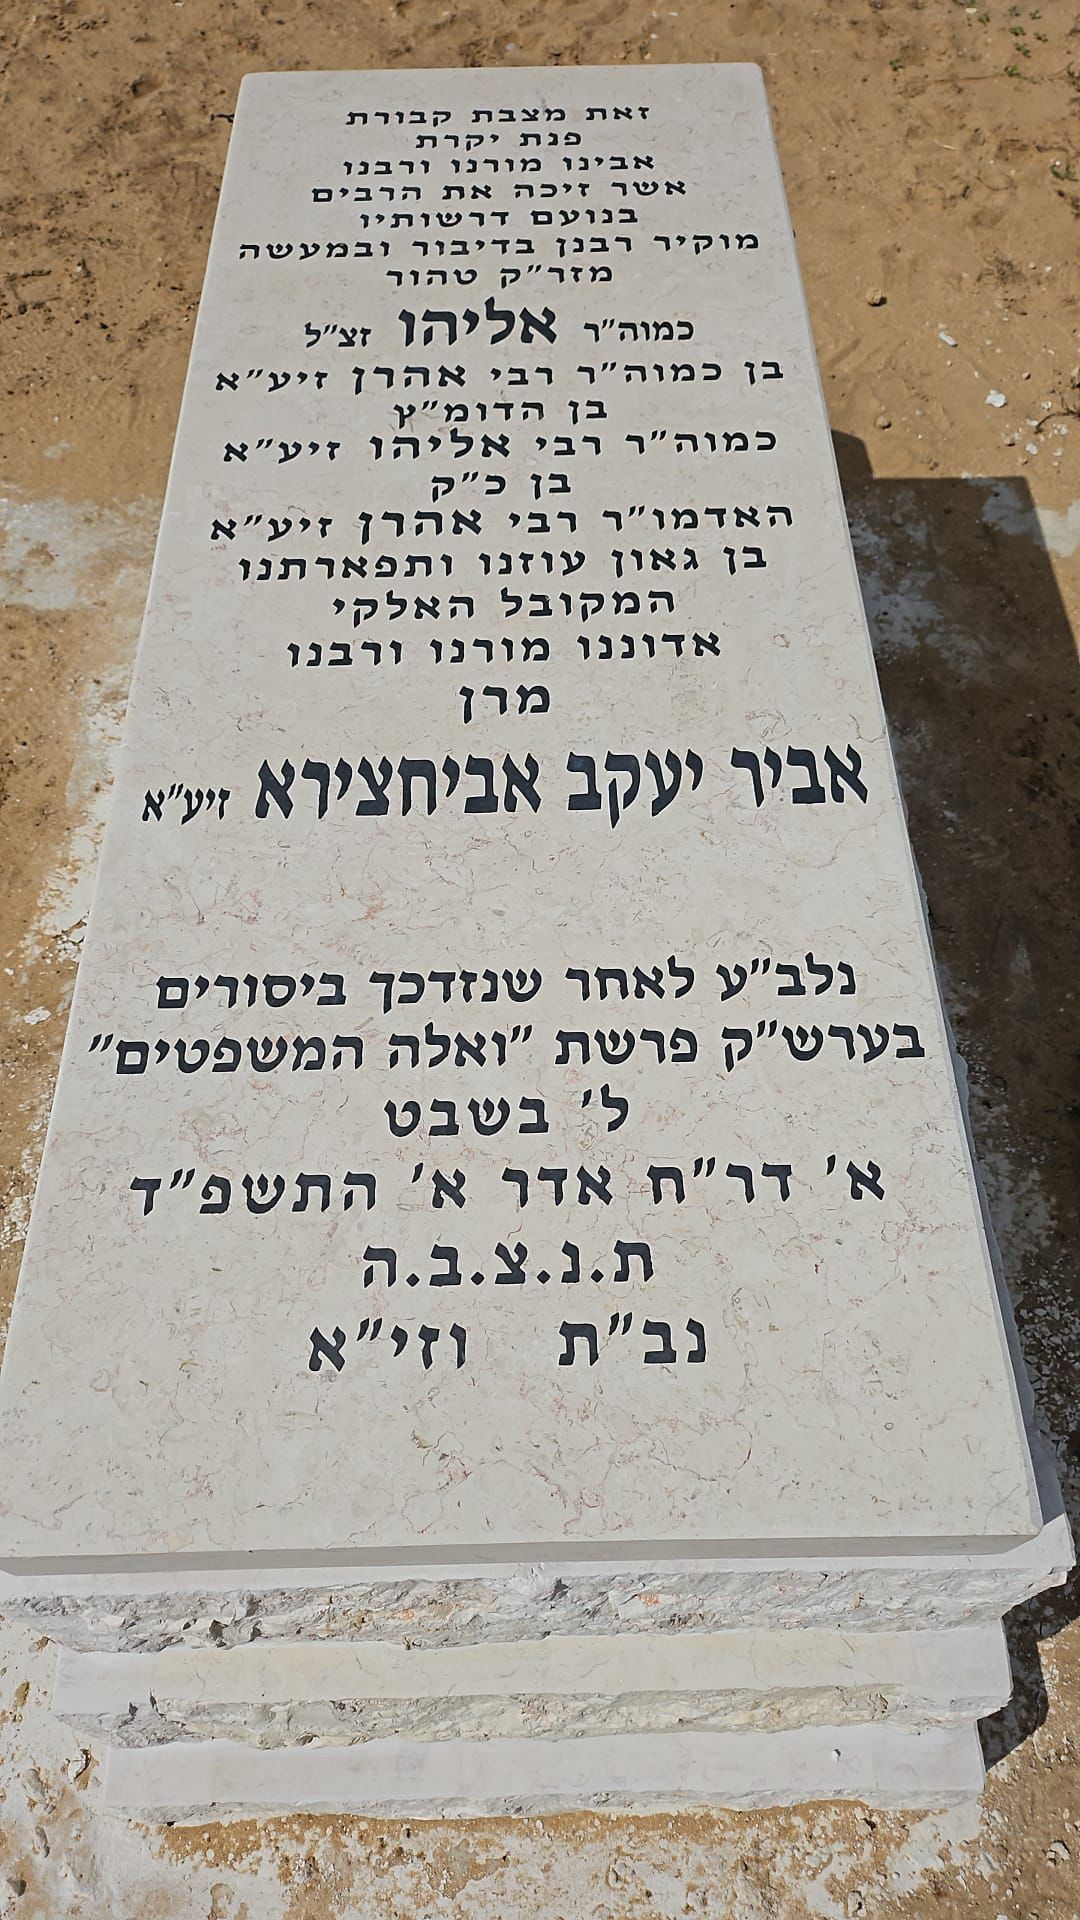 זאת מצבת קבורת
פנת יקרת
אבינו מורנו ורבנו
אשר זיכה את הרבים
בנועם דרשותיו
מוקיר רבנן בדיבור ובמעשה
מזר״ק טהור
כמוה״ר אליהו זצ״ל
בן כמוה״ר רבי אהרן זיע״א
בן הדומ״ץ
כמוה״ר רבי אליהו זיע״א
בן כ״ק
האדמו״ר רבי אהרן זיע״א
בן גאון עוזנו ותפארתנו
המקובל האלקי
אדוננו מורנו ורבנו
מרן
אביר יעקב אביחצירא זיע״א
נלב״ע לאחר שנזדכך ביסורים
בערש״ק פרשת ״ואלה המשפטים״
ל׳ בשבט
א׳ דר״ח אדר א׳ התשפ״ד
ת.נ.צ.ב.ה
נב״ת וזי״א